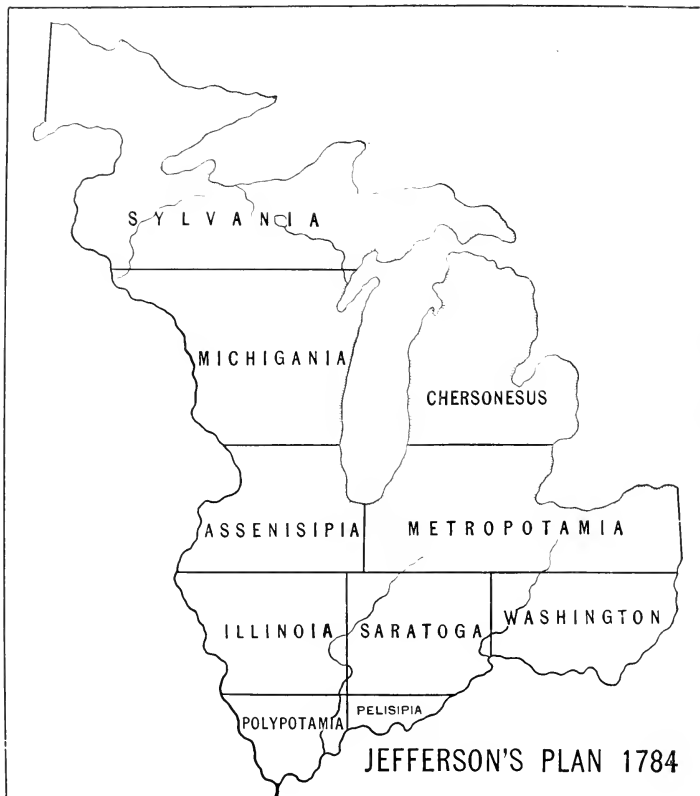 SYLVANIA
MICHIGANIA
CHERSONESUS
ASSENISIPIA
METROPOTAMIA
ILLINOIA
SARATOGA
WASHINGTON
POLYPOTAMIA
PELISIPIA
JEFFERSON'S PLAN 1784